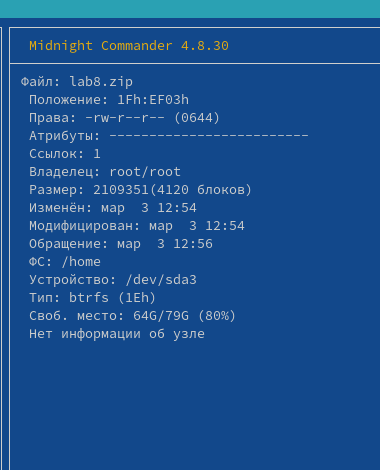 Midnight Commander 4.8.30
Файл: lab8.zip
Положение: 1Fh:EF03h
Права: -rw-r--r-- (0644)
Атрибуты: -------------------------
Ссылок: 1
Владелец: root/root
Размер: 2109351(4120 блоков)
Изменён: мар  3 12:54
Модифицирован: мар  3 12:54
Обращение: мар  3 12:56
ФС: /home
Устройство: /dev/sda3
Тип: btrfs (1Eh)
Своб. место: 64G/79G (80%)
Нет информации об узле